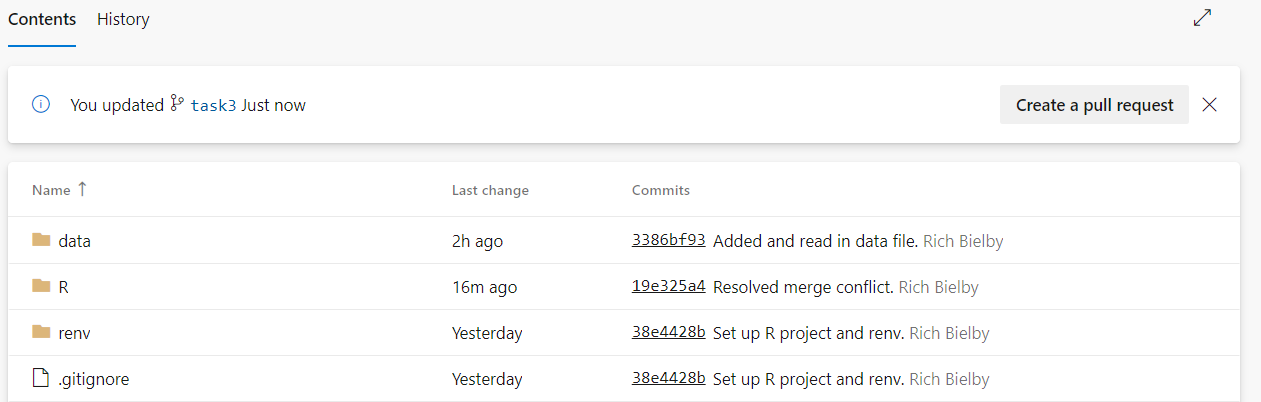 Contents History
You updated task3 Just now
Create a pull request
Name Last change Commits
data 2h ago 3386bf93 Added and read in data file. Rich Bielby
R 16m ago 19e325a4 Resolved merge conflict. Rich Bielby
renv Yesterday 38e4428b Set up R project and renv. Rich Bielby
.gitignore Yesterday 38e4428b Set up R project and renv. Rich Bielby